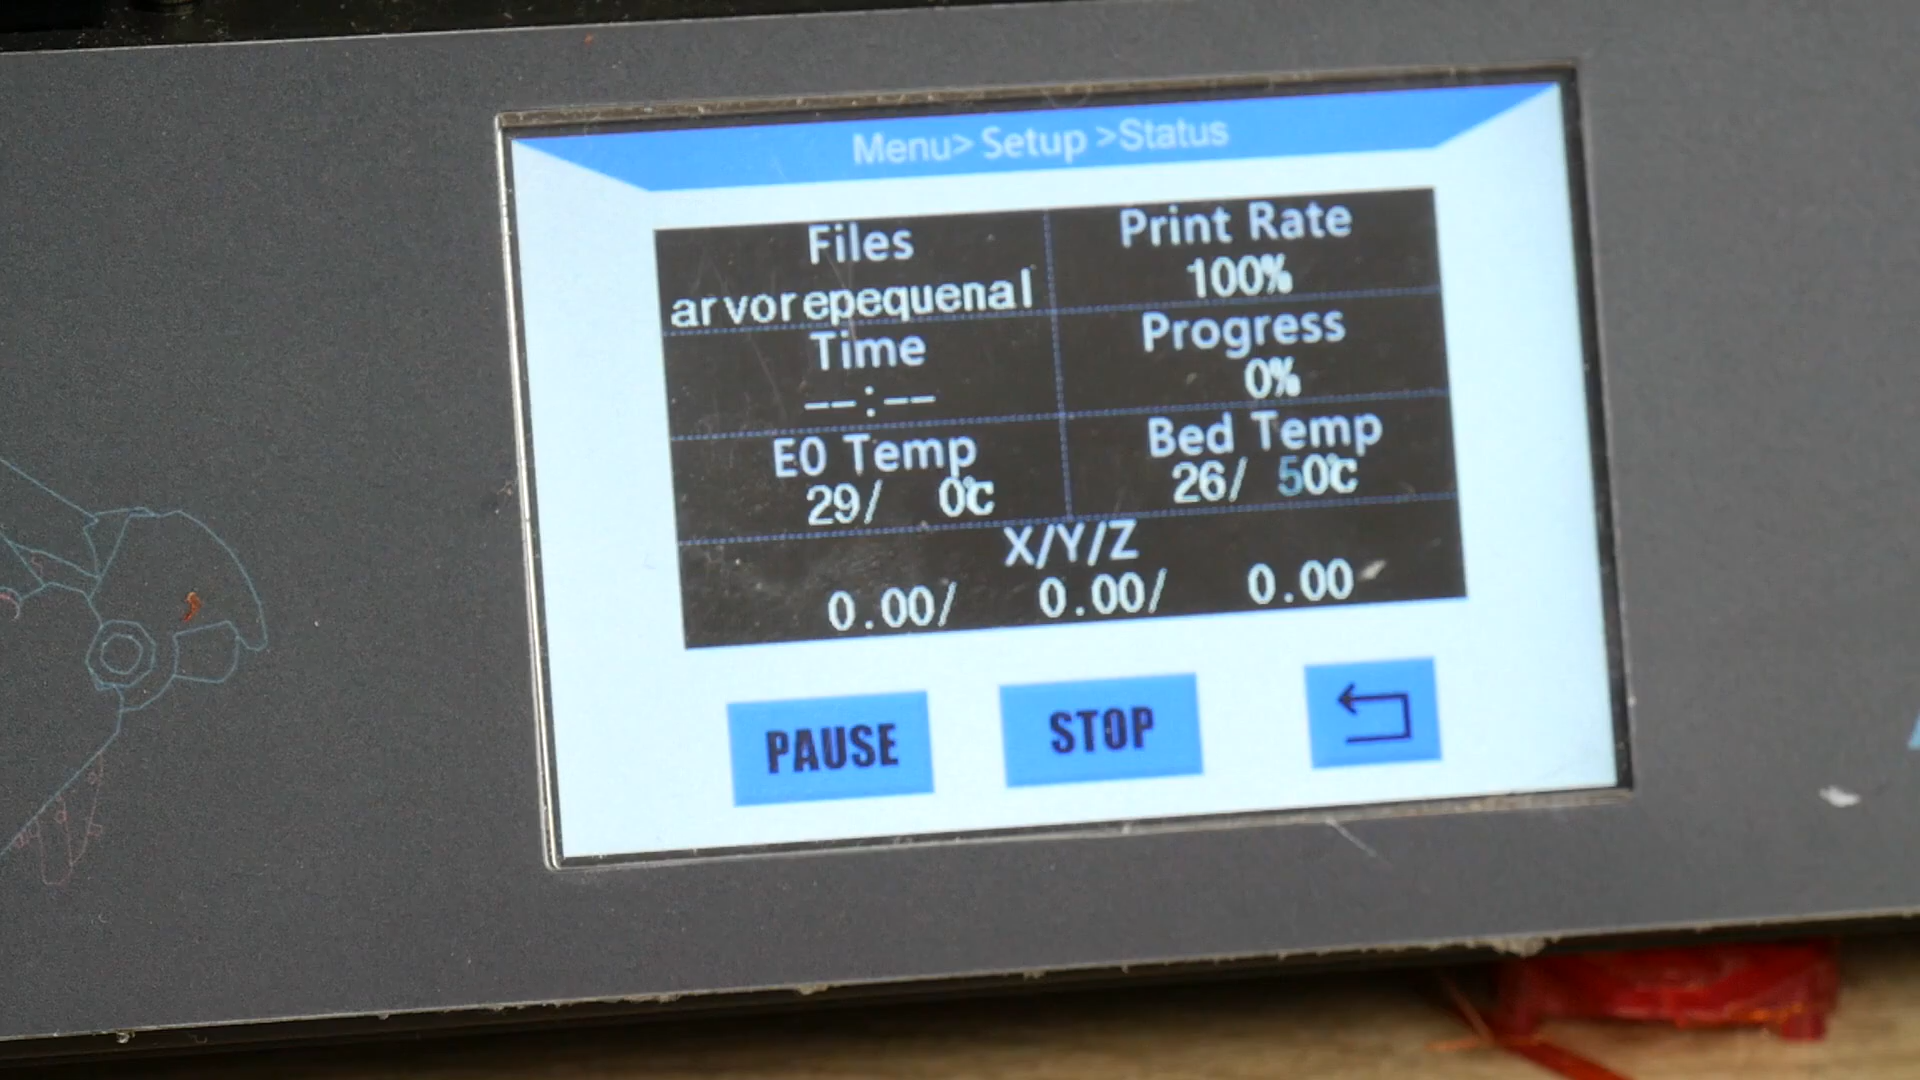 Menu> Setup >Status
Files
arvorepequenal
Print Rate
100%
Time
--:--
Progress
0%
E0 Temp
29/ 0℃
Bed Temp
26/ 50℃
X/Y/Z
0.00/ 0.00/ 0.00
PAUSE
STOP